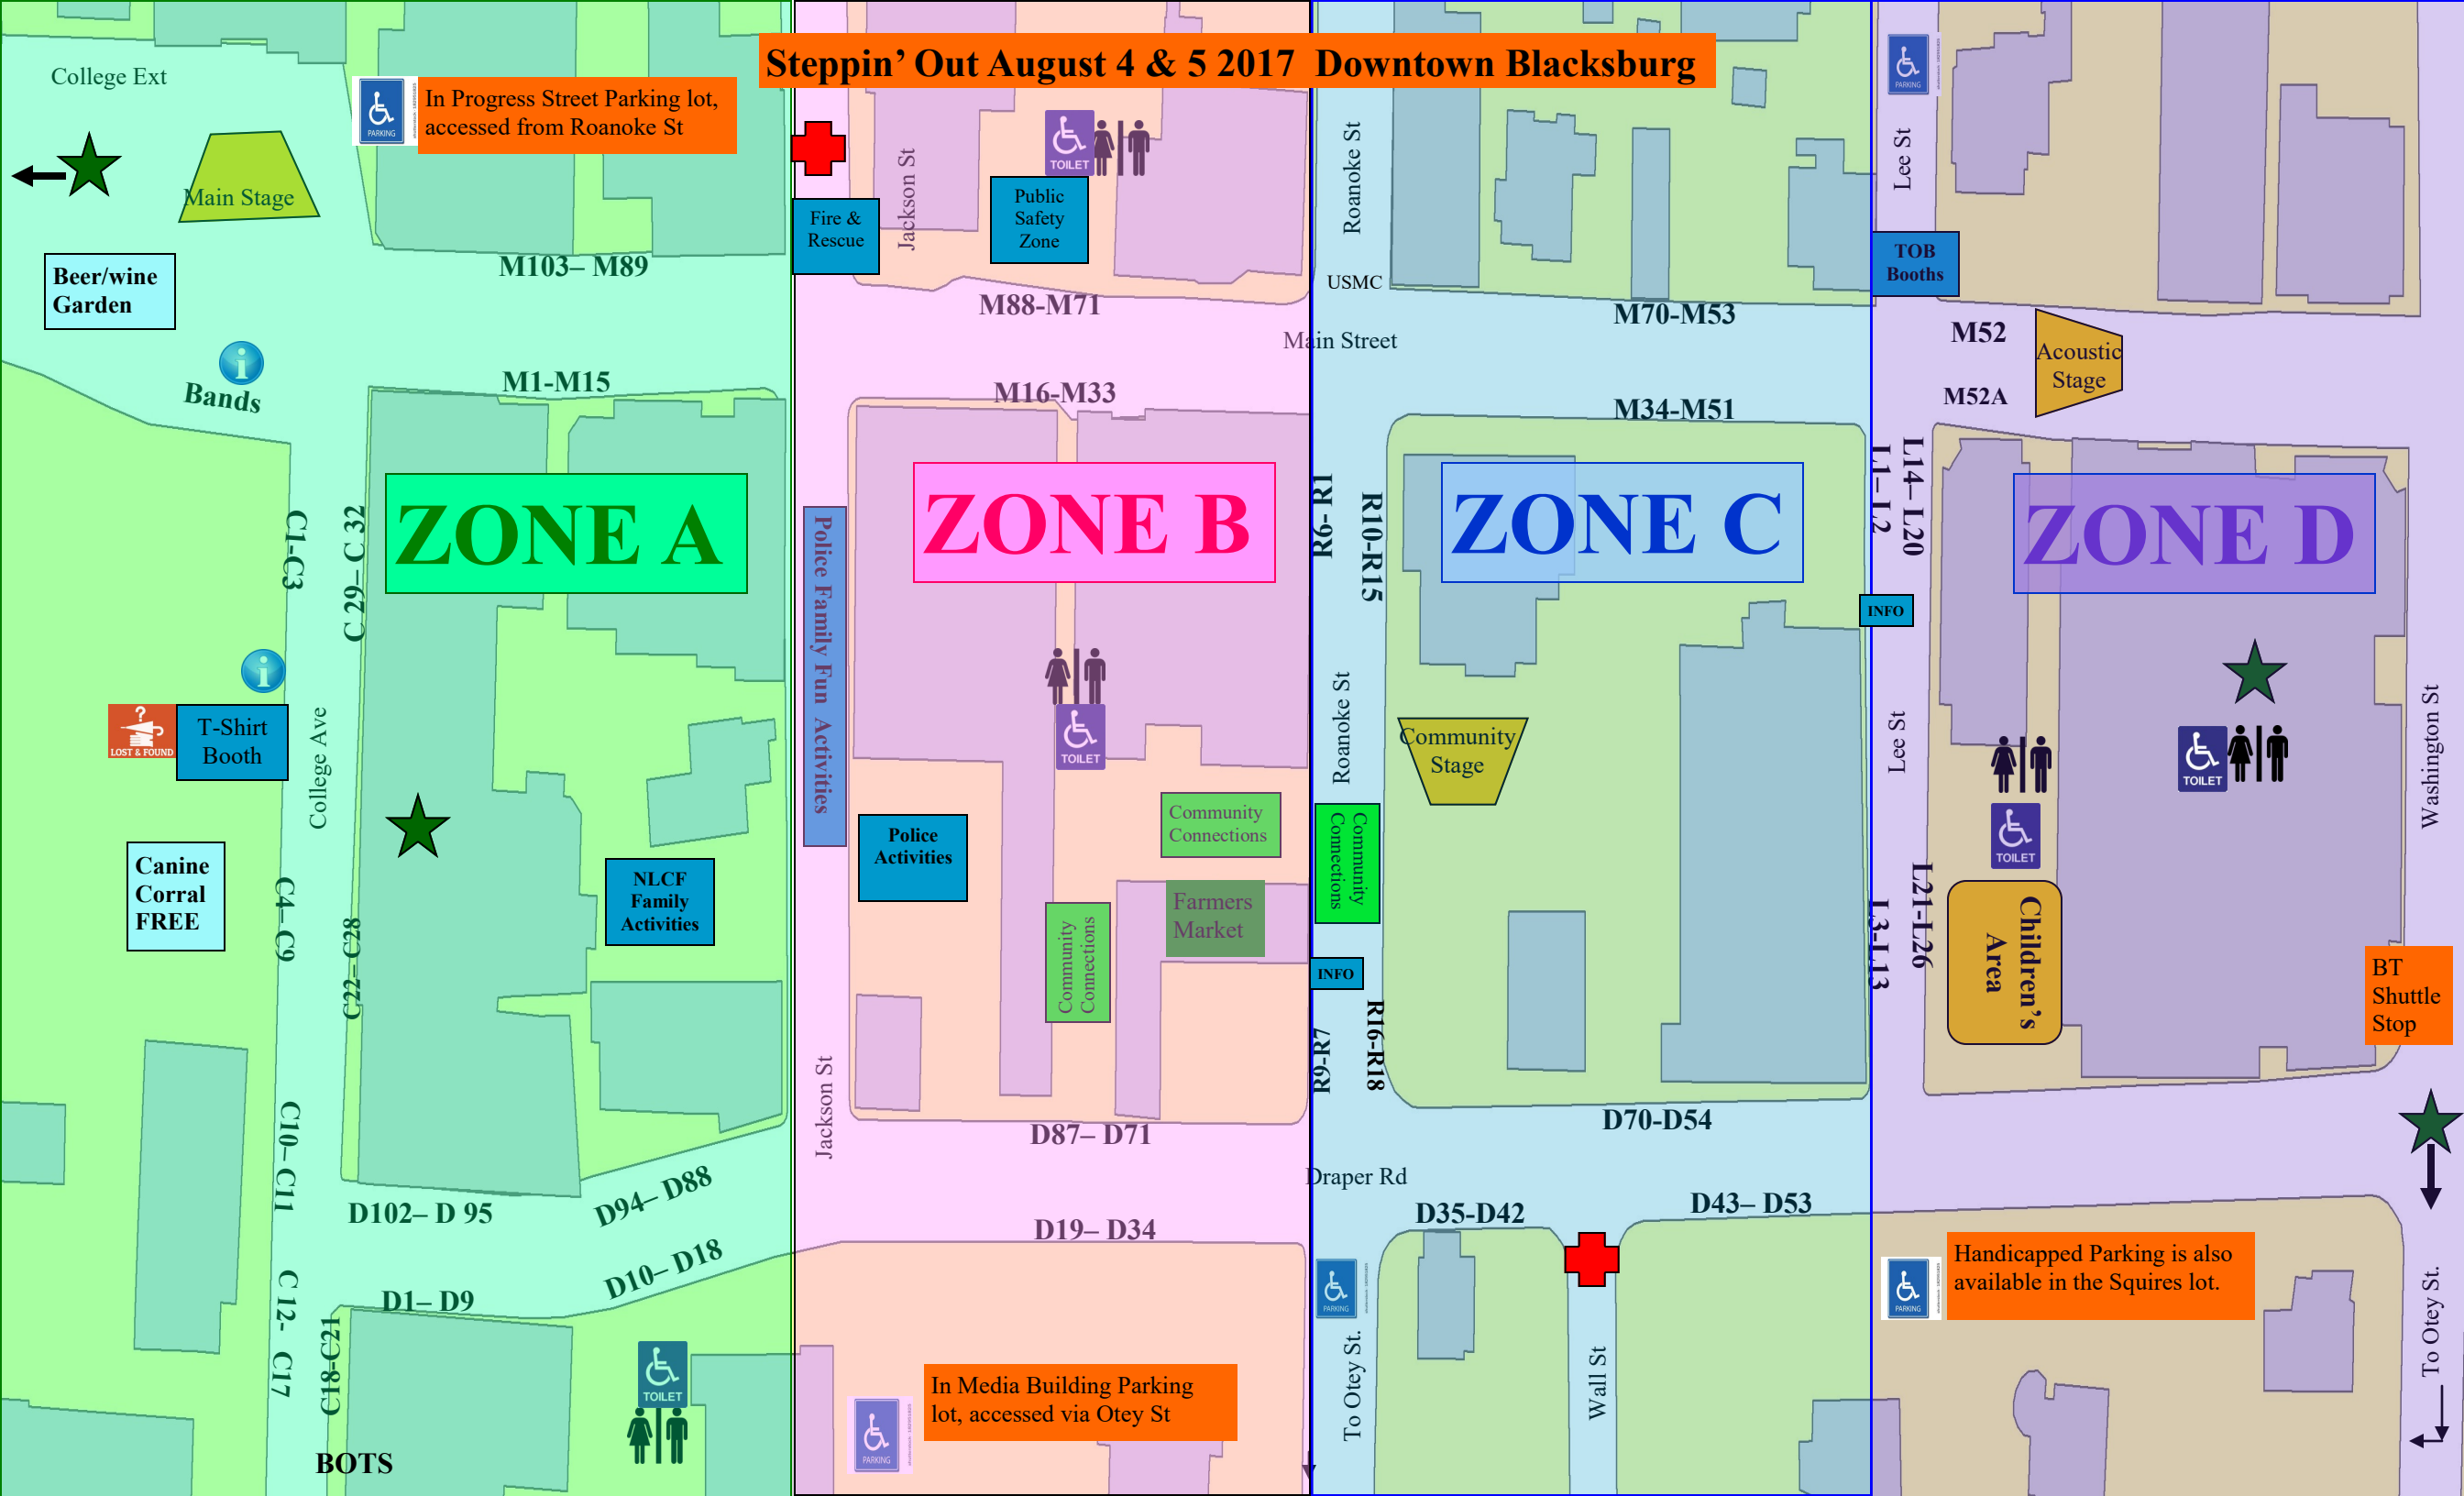 Steppin’ Out August 4 & 5 2017  Downtown Blacksburg
College Ext
PARKING
In Progress Street Parking lot,
accessed from Roanoke St
Main Stage
Beer/wine
Garden
M103– M89
Bands
M1-M15
ZONE A
C1-C3
C 29– C 32
LOST & FOUND
T-Shirt
Booth
College Ave
Canine
Corral
FREE
C4– C9
C22– C28
NLCF
Family
Activities
C10– C11
D102– D 95
D94– D88
D10– D18
D1– D9
C 12- C17
C18-C21
BOTS
TOILET
Fire &
Rescue
Jackson St
TOILET
Public
Safety
Zone
M88-M71
Main Street
M16-M33
ZONE B
Police Family Fun Activities
TOILET
Police
Activities
Community
Connections
Farmers
Market
Community
Connections
Jackson St
D87– D71
D19– D34
PARKING
In Media Building Parking
lot, accessed via Otey St
Roanoke St
USMC
M70-M53
M34-M51
R6- R1
R10-R15
ZONE C
Roanoke St
Community
Stage
Community
Connections
INFO
R9-R7
R16-R18
D70-D54
Draper Rd
D35-D42
D43– D53
PARKING
To Otey St.
Wall St
PARKING
Lee St
TOB
Booths
M52
Acoustic
Stage
M52A
L1– L2
L14– L20
ZONE D
INFO
Lee St
TOILET
TOILET
Washington St
L3-L13
L21-L26
Children’s
Area
BT
Shuttle
Stop
PARKING
Handicapped Parking is also
available in the Squires lot.
To Otey St.